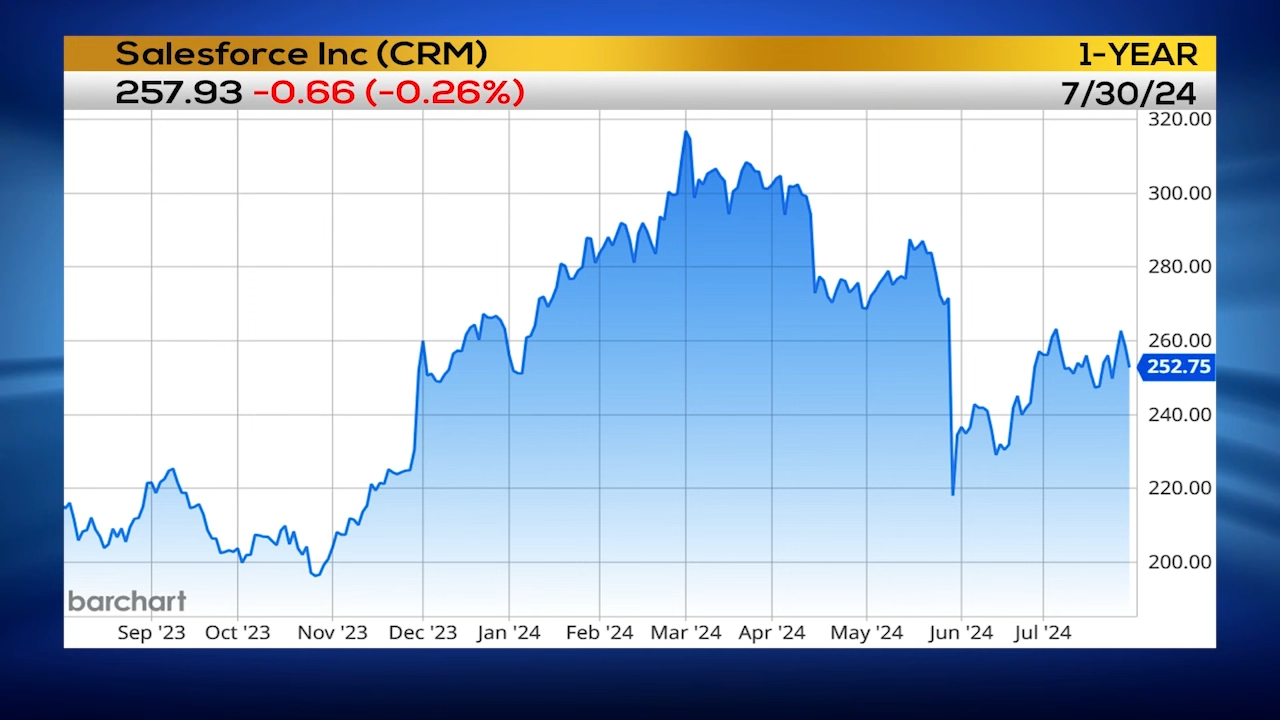 Salesforce Inc (CRM) 1-YEAR
257.93 -0.66 (-0.26%) 7/30/24
320.00
300.00
280.00
260.00
252.75
240.00
220.00
200.00
barchart
Sep '23 Oct '23 Nov '23 Dec '23 Jan '24 Feb '24 Mar '24 Apr '24 May '24 Jun '24 Jul '24